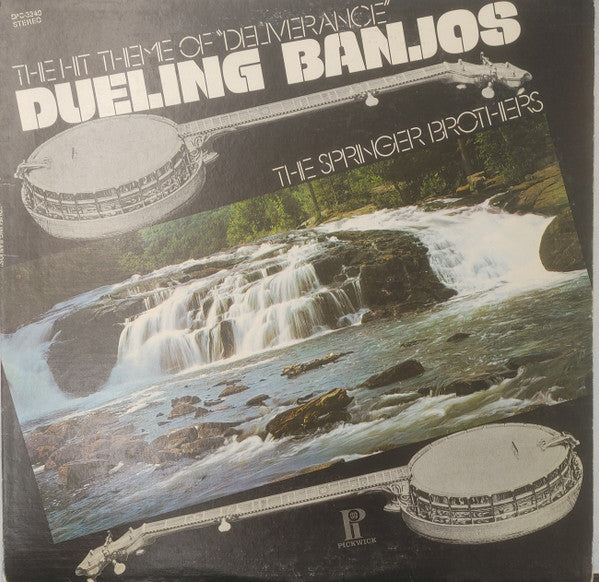 SPC-3340
STEREO
THE HIT THEME OF "DELIVERANCE"
DUELING BANJOS
THE SPRINGER BROTHERS
PICKWICK